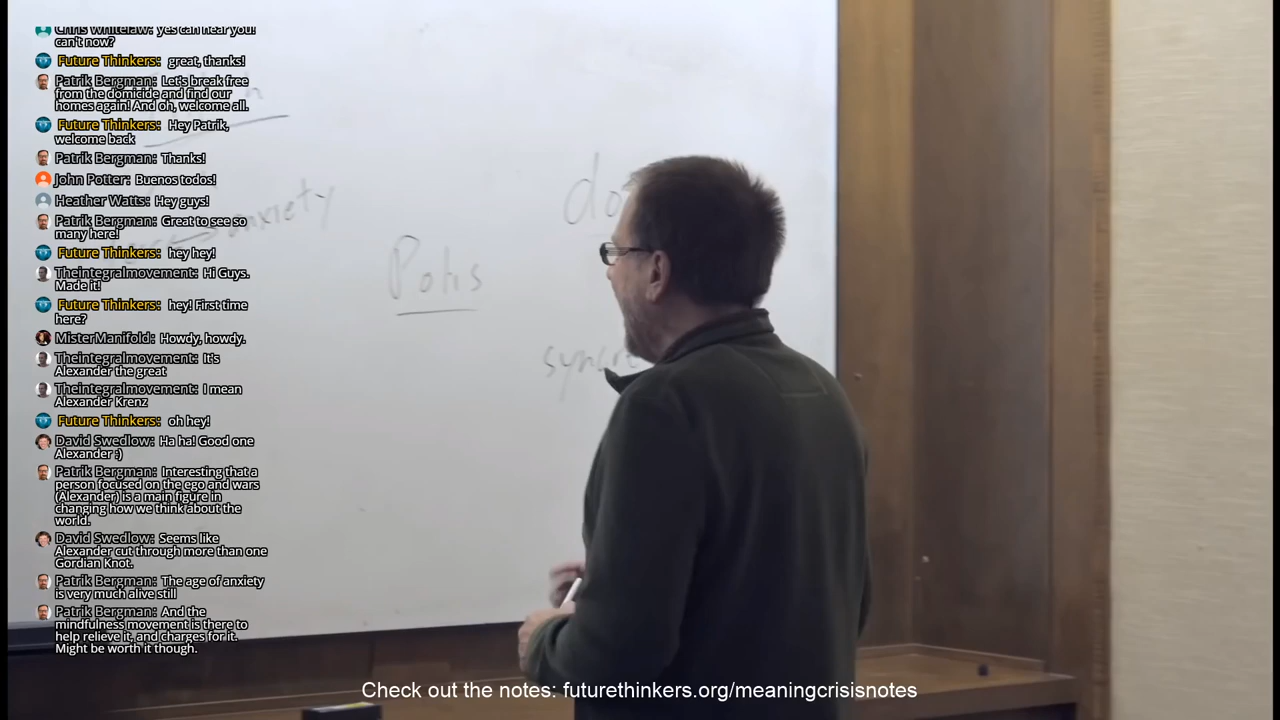 Chris Whitelaw: yes can hear you!
can't now?
Future Thinkers: great, thanks!
Patrik Bergman: Let's break free
from the domicide and find our
homes again! And oh, welcome all.
Future Thinkers: Hey Patrik,
welcome back
Patrik Bergman: Thanks!
John Potter: Buenos todos!
Heather Watts: Hey guys!
Patrik Bergman: Great to see so
many here!
Future Thinkers: hey hey!
Theintegralmovement: Hi Guys.
Made it!
Future Thinkers: hey! First time
here?
MisterManifold: Howdy, howdy.
Theintegralmovement: It's
Alexander the great
Theintegralmovement: I mean
Alexander Krenz
Future Thinkers: oh hey!
David Swedlow: Ha ha! Good one
Alexander :)
Patrik Bergman: Interesting that a
person focused on the ego and wars
(Alexander) is a main figure in
changing how we think about the
world.
David Swedlow: Seems like
Alexander cut through more than one
Gordian Knot.
Patrik Bergman: The age of anxiety
is very much alive still
Patrik Bergman: And the
mindfulness movement is there to
help relieve it, and charges for it.
Might be worth it though.
anxiety
Polis
do
syncre
Check out the notes: futurethinkers.org/meaningcrisisnotes